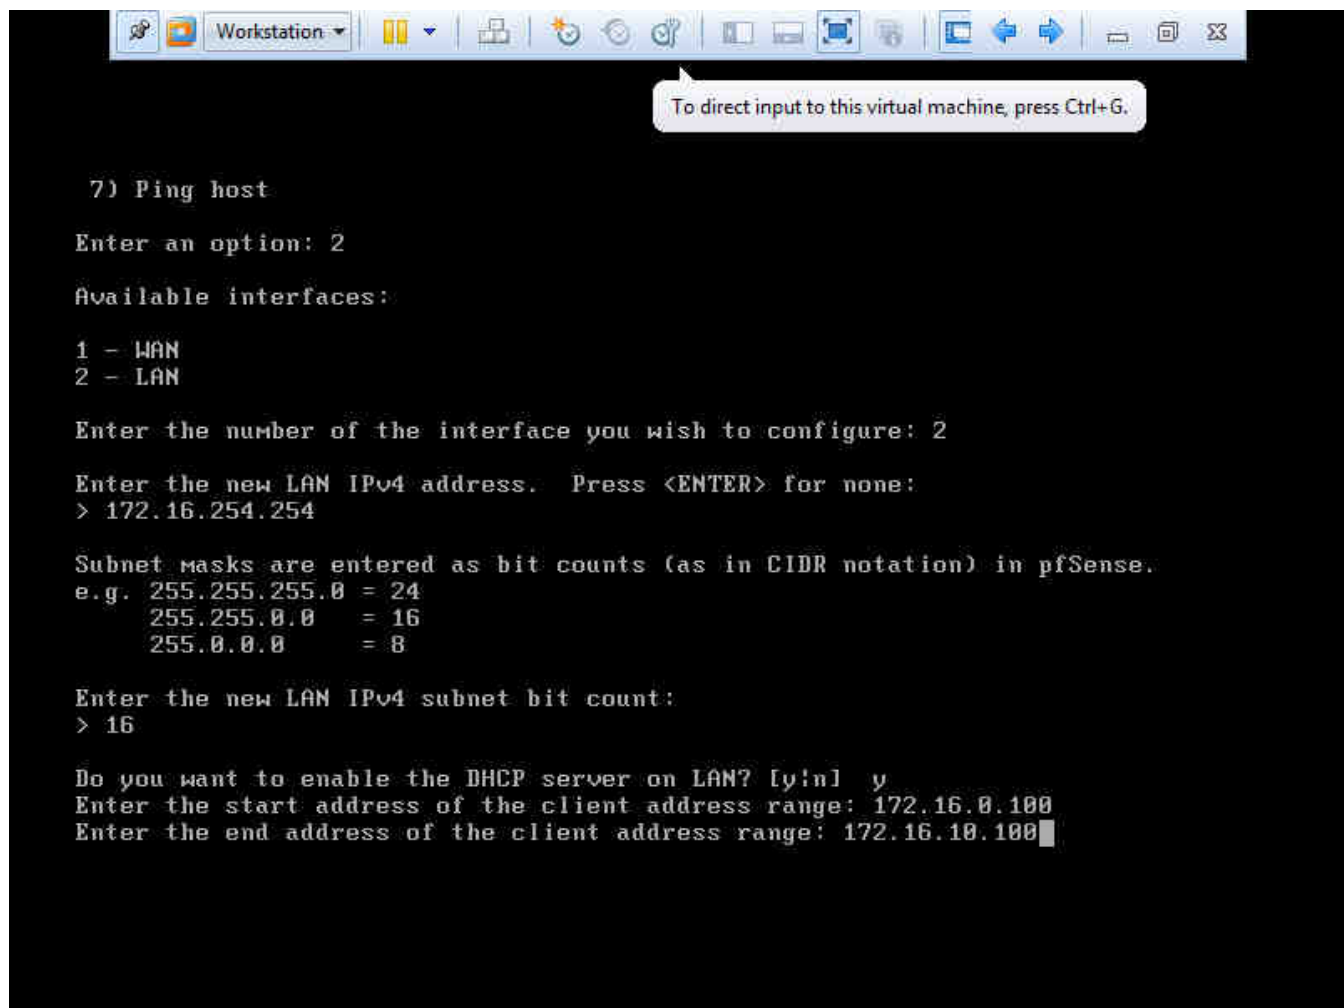 Workstation
To direct input to this virtual machine, press Ctrl+G.
7) Ping host
Enter an option: 2
Available interfaces:
1 - WAN
2 - LAN
Enter the number of the interface you wish to configure: 2
Enter the new LAN IPv4 address.  Press <ENTER> for none:
> 172.16.254.254
Subnet masks are entered as bit counts (as in CIDR notation) in pfSense.
e.g. 255.255.255.0 = 24
     255.255.0.0   = 16
     255.0.0.0     = 8
Enter the new LAN IPv4 subnet bit count:
> 16
Do you want to enable the DHCP server on LAN? [y|n]  y
Enter the start address of the client address range: 172.16.0.100
Enter the end address of the client address range: 172.16.10.100